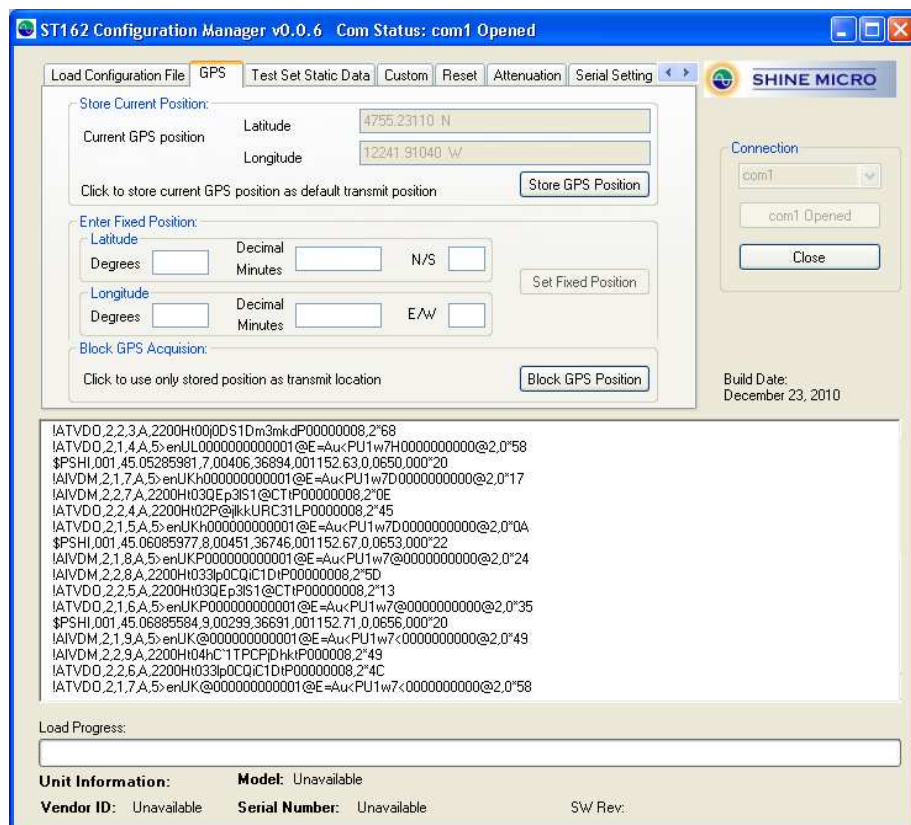 ST162 Configuration Manager v0.0.6 Com Status: com1 Opened
Load Configuration File GPS Test Set Static Data Custom Reset Attenuation Serial Setting
SHINE MICRO
Store Current Position:
Current GPS position
Latitude
4755.23110 N
Longitude
12241.91040 W
Click to store current GPS position as default transmit position
Store GPS Position
Enter Fixed Position:
Latitude
Degrees
Decimal
Minutes
N/S
Set Fixed Position
Longitude
Degrees
Decimal
Minutes
E/W
Block GPS Acquision:
Click to use only stored position as transmit location
Block GPS Position
Connection
com1
com1 Opened
Close
Build Date:
December 23, 2010
!ATVDO,2,2,3,A,2200Ht00j0DS1Dm3mkdP00000008,2*68
!ATVDO,2,1,4,A,5>enUL0000000000001@E=Au<PU1w7H0000000000@2,0*58
$PSHI,001,45.05285981,7,00406,36894,001152.63,0,0650,000*20
!AIVDM,2,1,7,A,5>enUKh000000000001@E=Au<PU1w7D0000000000@2,0*17
!AIVDM,2,2,7,A,2200Ht03QEp3lS1@CTtP00000008,2*0E
!ATVDO,2,2,4,A,2200Ht02P@jlkkURC31LP0000008,2*45
!ATVDO,2,1,5,A,5>enUKh000000000001@E=Au<PU1w7D0000000000@2,0*0A
$PSHI,001,45.06085977,8,00451,36746,001152.67,0,0653,000*22
!AIVDM,2,1,8,A,5>enUKP000000000001@E=Au<PU1w7@0000000000@2,0*24
!AIVDM,2,2,8,A,2200Ht033lp0CQiC1DtP00000008,2*5D
!ATVDO,2,2,5,A,2200Ht03QEp3lS1@CTtP00000008,2*13
!ATVDO,2,1,6,A,5>enUKP000000000001@E=Au<PU1w7@0000000000@2,0*35
$PSHI,001,45.06885584,9,00299,36691,001152.71,0,0656,000*20
!AIVDM,2,1,9,A,5>enUK@000000000001@E=Au<PU1w7<0000000000@2,0*49
!AIVDM,2,2,9,A,2200Ht04hC`1TPCPjDhktP000008,2*49
!ATVDO,2,2,6,A,2200Ht033lp0CQiC1DtP00000008,2*4C
!ATVDO,2,1,7,A,5>enUK@000000000001@E=Au<PU1w7<0000000000@2,0*58
Load Progress:
Unit Information:
Model: Unavailable
Vendor ID: Unavailable Serial Number: Unavailable SW Rev: